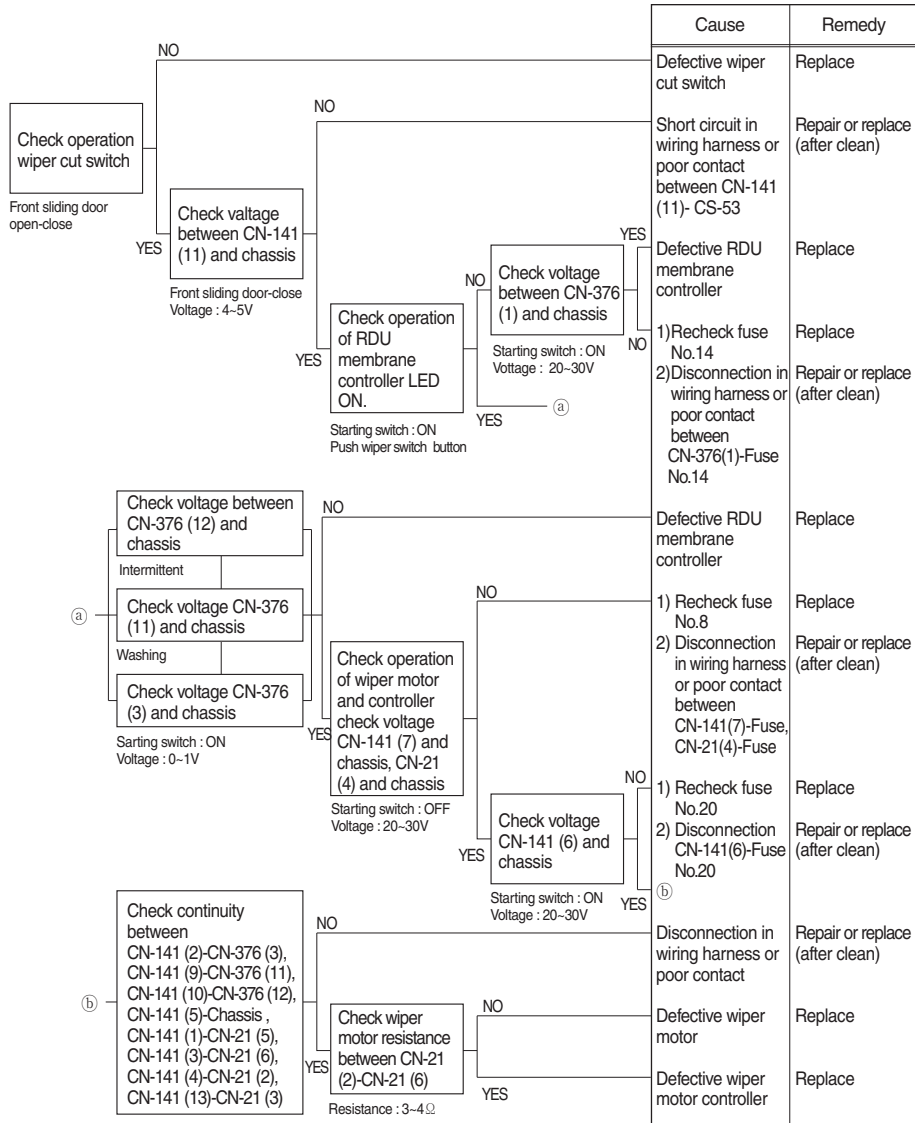 Cause
Remedy
NO
Defective wiper
cut switch
Replace
Check operation
wiper cut switch
Front sliding door
open-close
NO
Short circuit in
wiring harness or
poor contact
between CN-141
(11)- CS-53
Repair or replace
(after clean)
YES
Check valtage
between CN-141
(11) and chassis
Front sliding door-close
Voltage : 4~5V
YES
Defective RDU
membrane
controller
Replace
NO
Check voltage
between CN-376
(1) and chassis
Starting switch : ON
Vottage : 20~30V
YES
Check operation
of RDU
membrane
controller LED
ON.
Starting switch : ON
Push wiper switch button
NO
1)Recheck fuse
No.14
Replace
2)Disconnection in
wiring harness or
poor contact
between
CN-376(1)-Fuse
No.14
Repair or replace
(after clean)
YES
ⓐ
Check voltage between
CN-376 (12) and
chassis
Intermittent
ⓐ
Check voltage CN-376
(11) and chassis
Washing
Check voltage CN-376
(3) and chassis
Sarting switch : ON
Voltage : 0~1V
NO
Defective RDU
membrane
controller
Replace
YES
Check operation
of wiper motor
and controller
check voltage
CN-141 (7) and
chassis, CN-21
(4) and chassis
Starting switch : OFF
Voltage : 20~30V
NO
1) Recheck fuse
No.8
Replace
2) Disconnection
in wiring harness
or poor contact
between
CN-141(7)-Fuse,
CN-21(4)-Fuse
Repair or replace
(after clean)
YES
Check voltage
CN-141 (6) and
chassis
Starting switch : ON
Voltage : 20~30V
NO
1) Recheck fuse
No.20
Replace
2) Disconnection
CN-141(6)-Fuse
No.20
Repair or replace
(after clean)
YES
ⓑ
ⓑ
Check continuity
between
CN-141 (2)-CN-376 (3),
CN-141 (9)-CN-376 (11),
CN-141 (10)-CN-376 (12),
CN-141 (5)-Chassis ,
CN-141 (1)-CN-21 (5),
CN-141 (3)-CN-21 (6),
CN-141 (4)-CN-21 (2),
CN-141 (13)-CN-21 (3)
NO
Disconnection in
wiring harness or
poor contact
Repair or replace
(after clean)
YES
Check wiper
motor resistance
between CN-21
(2)-CN-21 (6)
Resistance : 3~4Ω
NO
Defective wiper
motor
Replace
YES
Defective wiper
motor controller
Replace